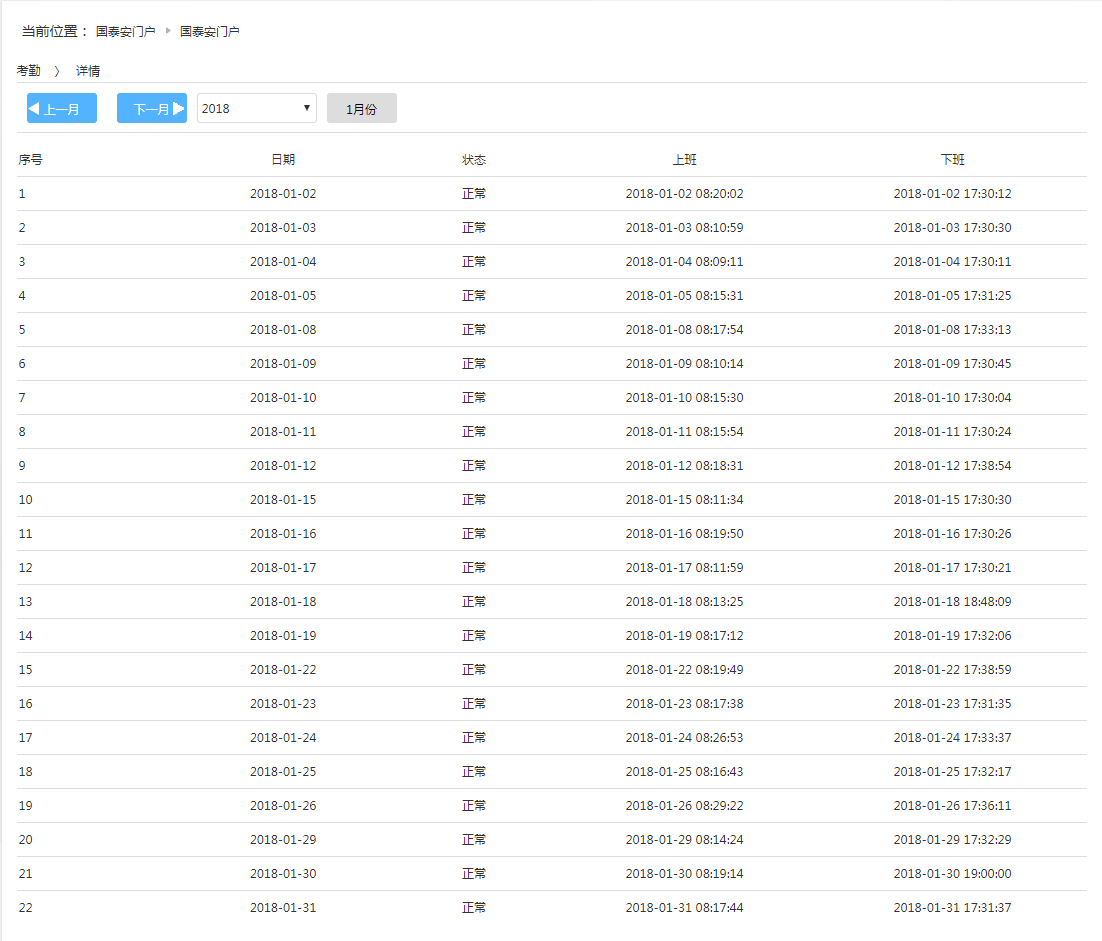 当前位置： 国泰安门户 国泰安门户
考勤 〉 详情
上一月 下一月 2018 1月份
序号 日期 状态 上班 下班
1 2018-01-02 正常 2018-01-02 08:20:02 2018-01-02 17:30:12
2 2018-01-03 正常 2018-01-03 08:10:59 2018-01-03 17:30:30
3 2018-01-04 正常 2018-01-04 08:09:11 2018-01-04 17:30:11
4 2018-01-05 正常 2018-01-05 08:15:31 2018-01-05 17:31:25
5 2018-01-08 正常 2018-01-08 08:17:54 2018-01-08 17:33:13
6 2018-01-09 正常 2018-01-09 08:10:14 2018-01-09 17:30:45
7 2018-01-10 正常 2018-01-10 08:15:30 2018-01-10 17:30:04
8 2018-01-11 正常 2018-01-11 08:15:54 2018-01-11 17:30:24
9 2018-01-12 正常 2018-01-12 08:18:31 2018-01-12 17:38:54
10 2018-01-15 正常 2018-01-15 08:11:34 2018-01-15 17:30:30
11 2018-01-16 正常 2018-01-16 08:19:50 2018-01-16 17:30:26
12 2018-01-17 正常 2018-01-17 08:11:59 2018-01-17 17:30:21
13 2018-01-18 正常 2018-01-18 08:13:25 2018-01-18 18:48:09
14 2018-01-19 正常 2018-01-19 08:17:12 2018-01-19 17:32:06
15 2018-01-22 正常 2018-01-22 08:19:49 2018-01-22 17:38:59
16 2018-01-23 正常 2018-01-23 08:17:38 2018-01-23 17:31:35
17 2018-01-24 正常 2018-01-24 08:26:53 2018-01-24 17:33:37
18 2018-01-25 正常 2018-01-25 08:16:43 2018-01-25 17:32:17
19 2018-01-26 正常 2018-01-26 08:29:22 2018-01-26 17:36:11
20 2018-01-29 正常 2018-01-29 08:14:24 2018-01-29 17:32:29
21 2018-01-30 正常 2018-01-30 08:19:14 2018-01-30 19:00:00
22 2018-01-31 正常 2018-01-31 08:17:44 2018-01-31 17:31:37